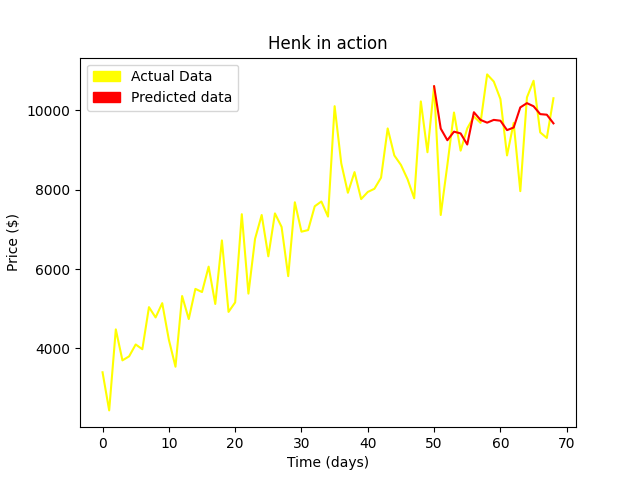 Henk in action
Actual Data
Predicted data
Price ($)
10000
8000
6000
4000
0 10 20 30 40 50 60 70
Time (days)